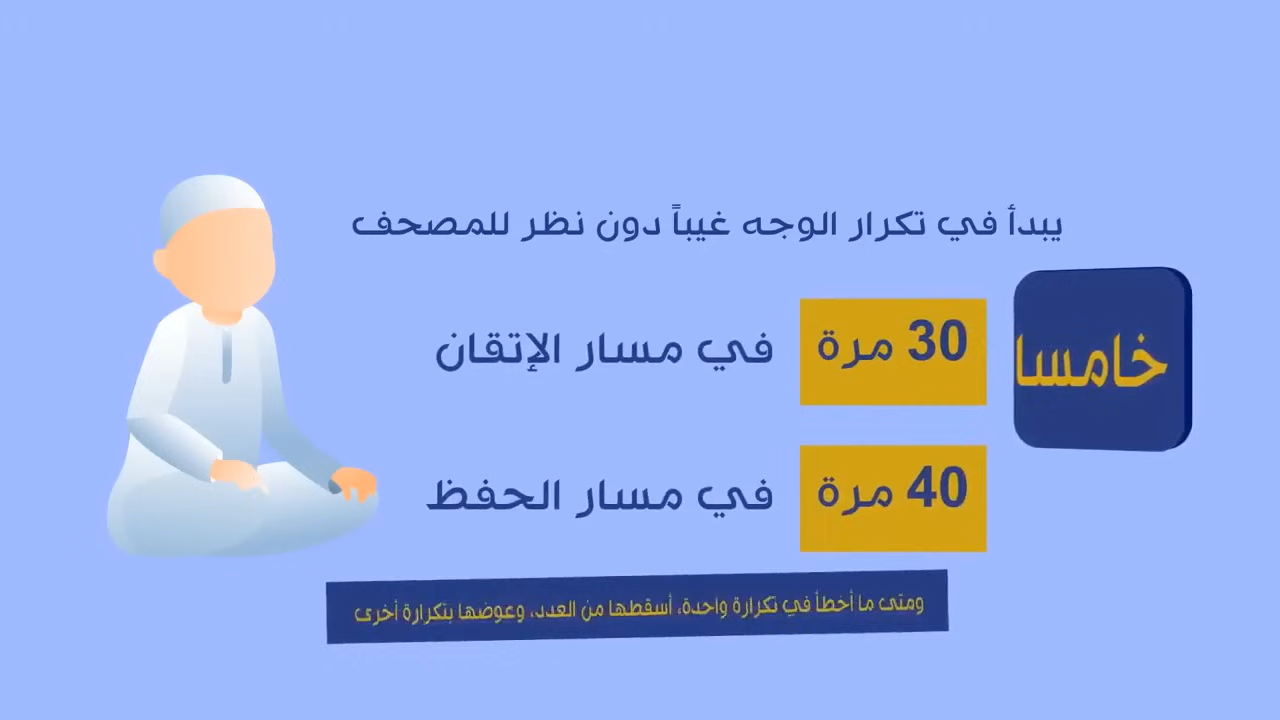 يبدأ في تكرار الوجه غيباً دون نظر للمصحف
خامسا
30 مرة في مسار الإتقان
40 مرة في مسار الحفظ
ومتى ما أخطأ في تكرارة واحدة، أسقطها من العدد، وعوضها بتكرارة أخرى